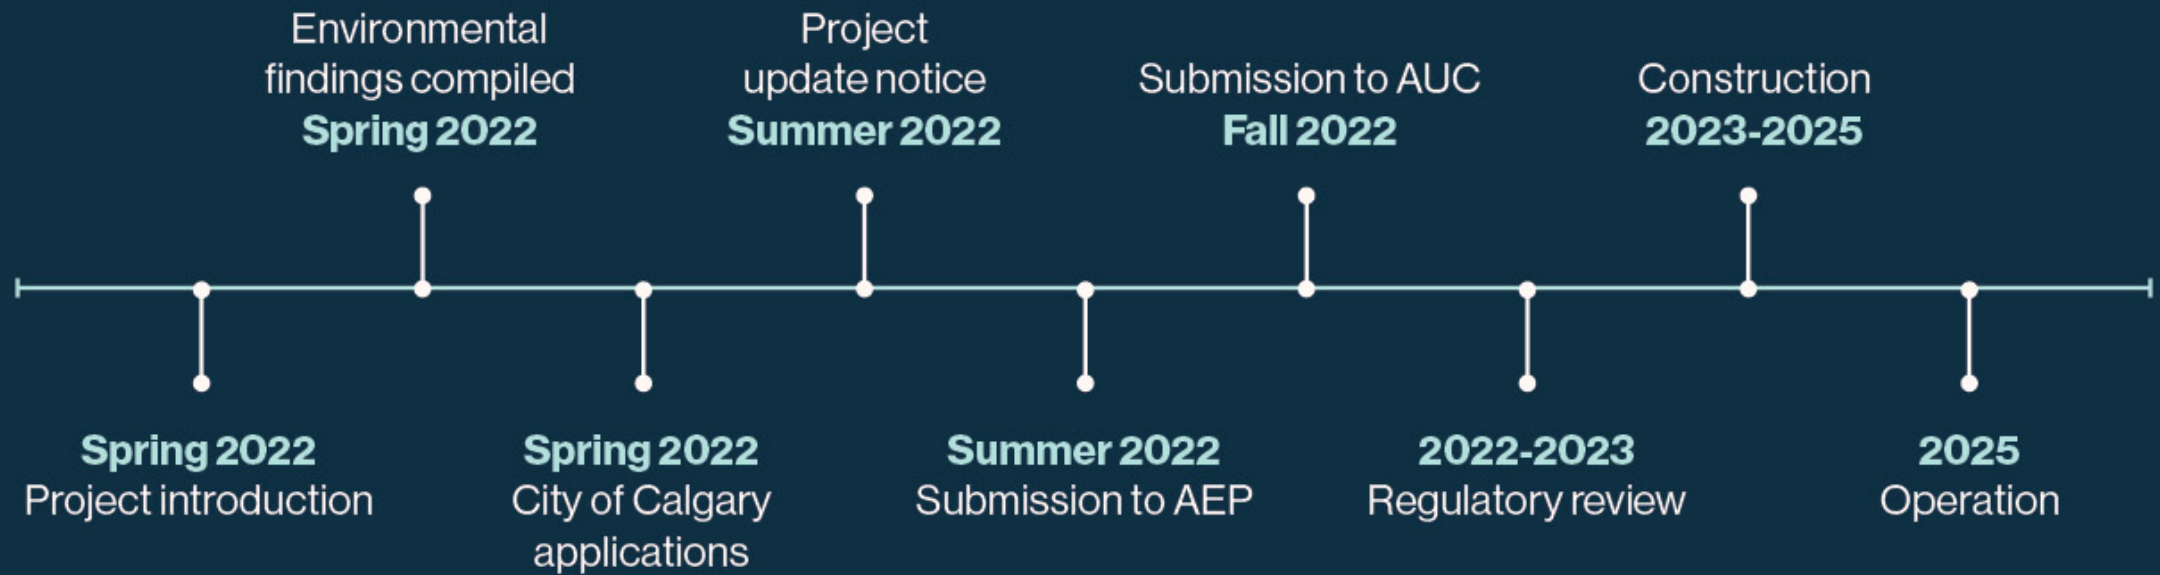 Environmental
findings compiled
Spring 2022
Project
update notice
Summer 2022
Submission to AUC
Fall 2022
Construction
2023-2025
Spring 2022
Project introduction
Spring 2022
City of Calgary
applications
Summer 2022
Submission to AEP
2022-2023
Regulatory review
2025
Operation